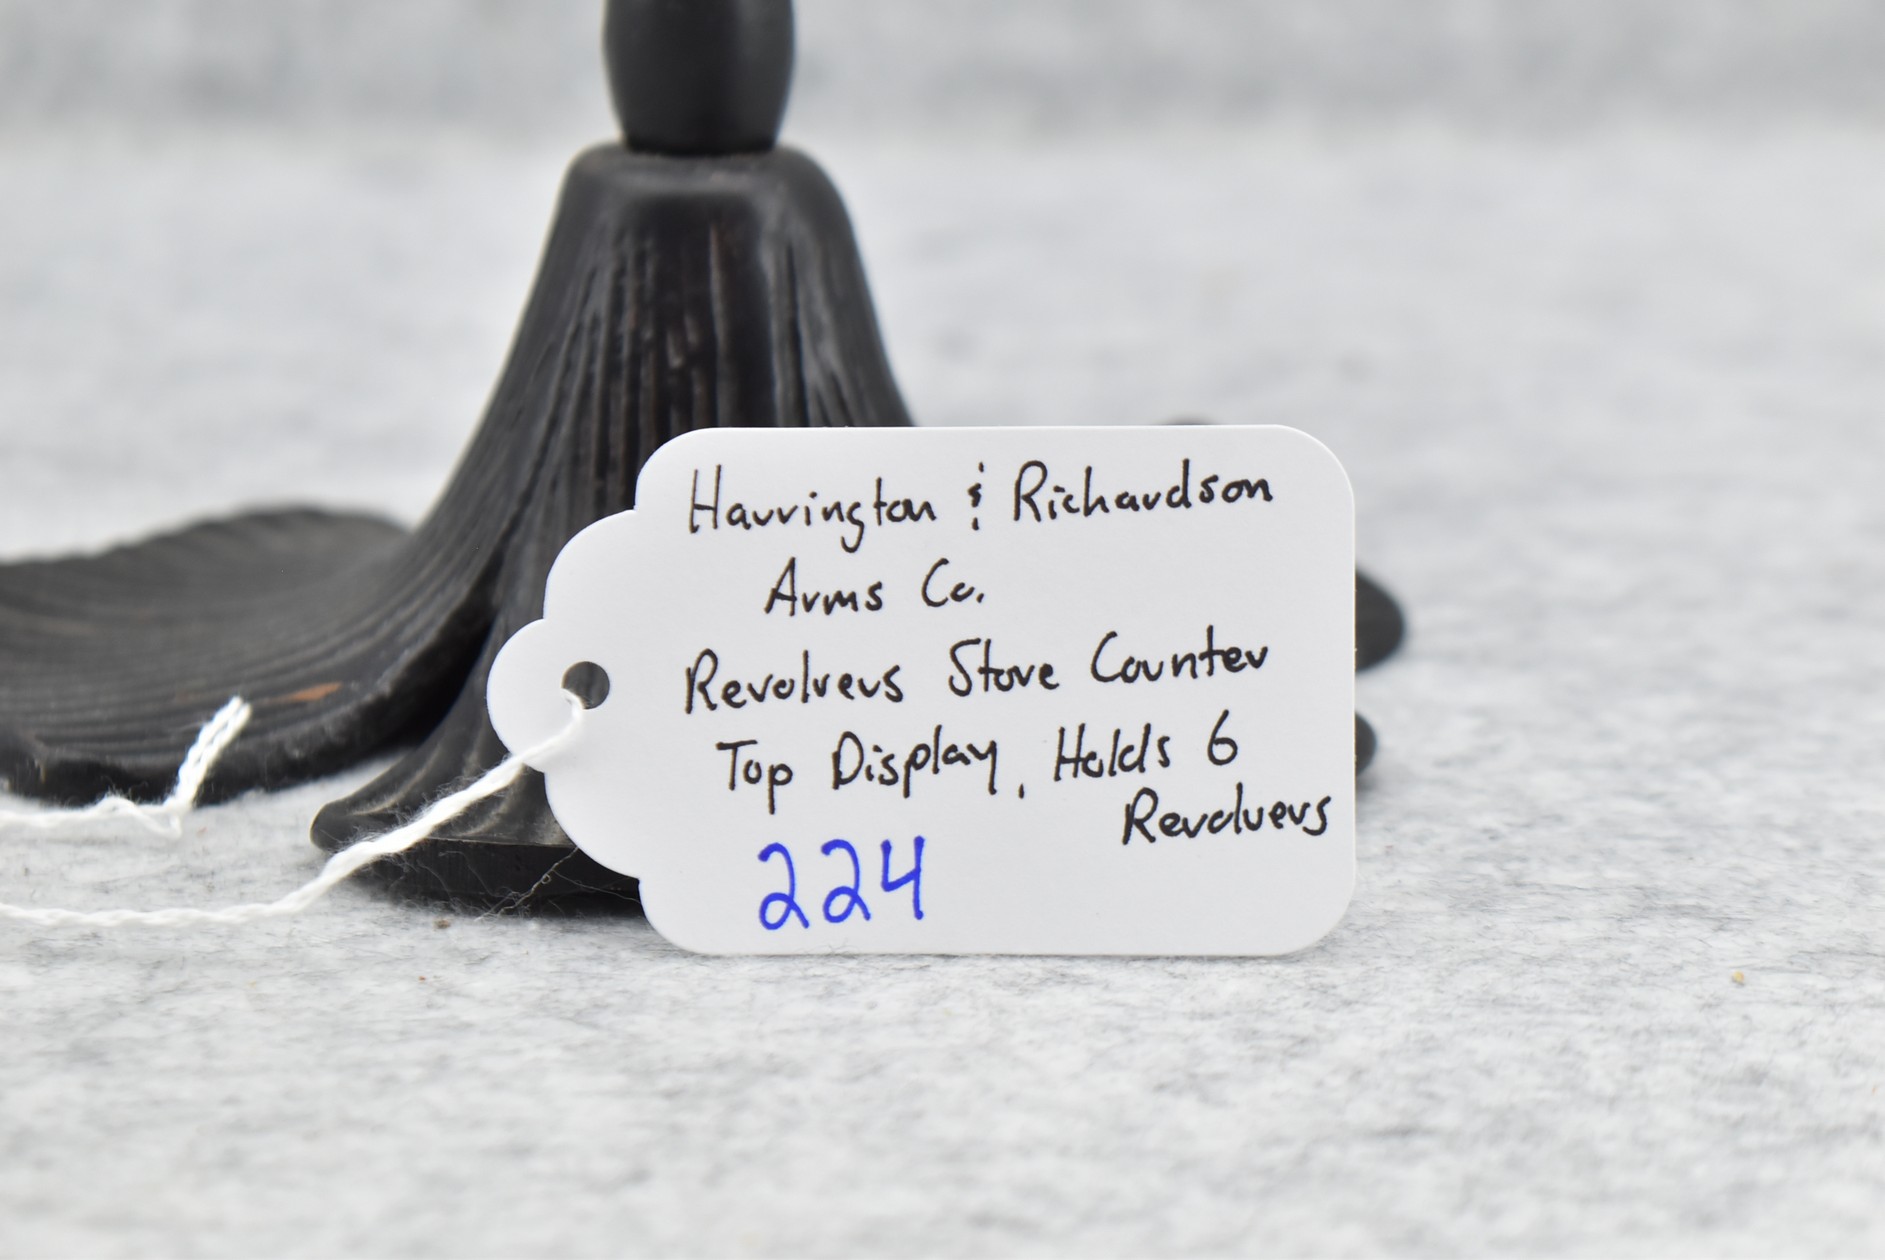 Harrington & Richardson
Arms Co.
Revolvers Store Counter
Top Display, Holds 6
Revolvers
224